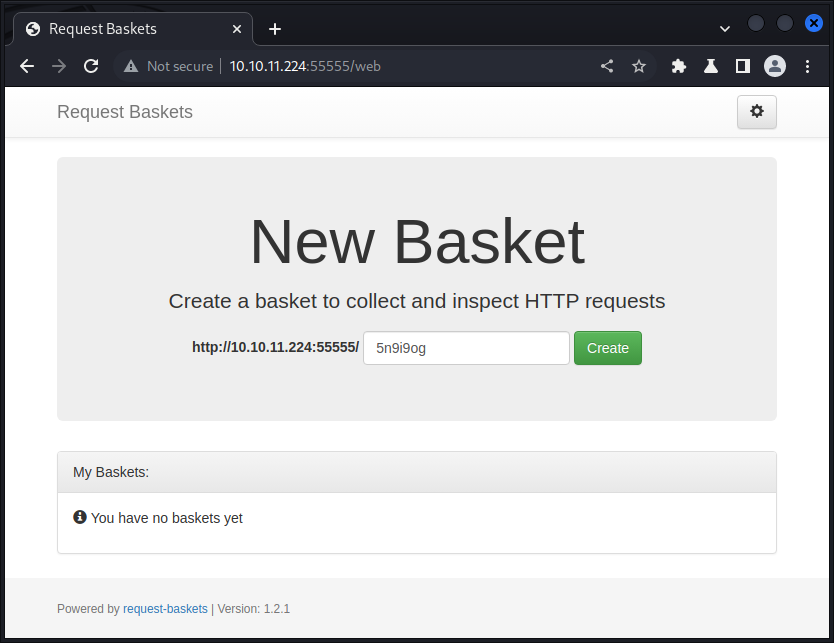 Request Baskets
Not secure | 10.10.11.224:55555/web
Request Baskets
New Basket
Create a basket to collect and inspect HTTP requests
http://10.10.11.224:55555/ 5n9i9og Create
My Baskets:
You have no baskets yet
Powered by request-baskets | Version: 1.2.1